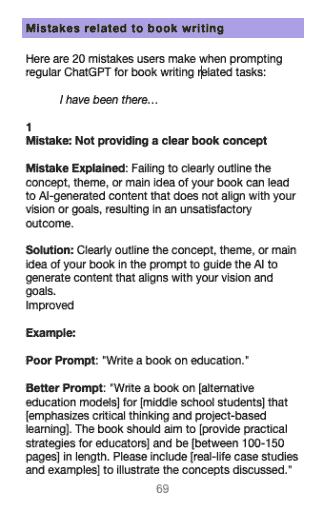 Mistakes related to book writing
Here are 20 mistakes users make when prompting
regular ChatGPT for book writing related tasks:
I have been there…
1
Mistake: Not providing a clear book concept
Mistake Explained: Failing to clearly outline the
concept, theme, or main idea of your book can lead
to AI-generated content that does not align with your
vision or goals, resulting in an unsatisfactory
outcome.
Solution: Clearly outline the concept, theme, or main
idea of your book in the prompt to guide the AI to
generate content that aligns with your vision and
goals.
Improved
Example:
Poor Prompt: "Write a book on education."
Better Prompt: "Write a book on [alternative
education models] for [middle school students] that
[emphasizes critical thinking and project-based
learning]. The book should aim to [provide practical
strategies for educators] and be [between 100-150
pages] in length. Please include [real-life case studies
and examples] to illustrate the concepts discussed."
69